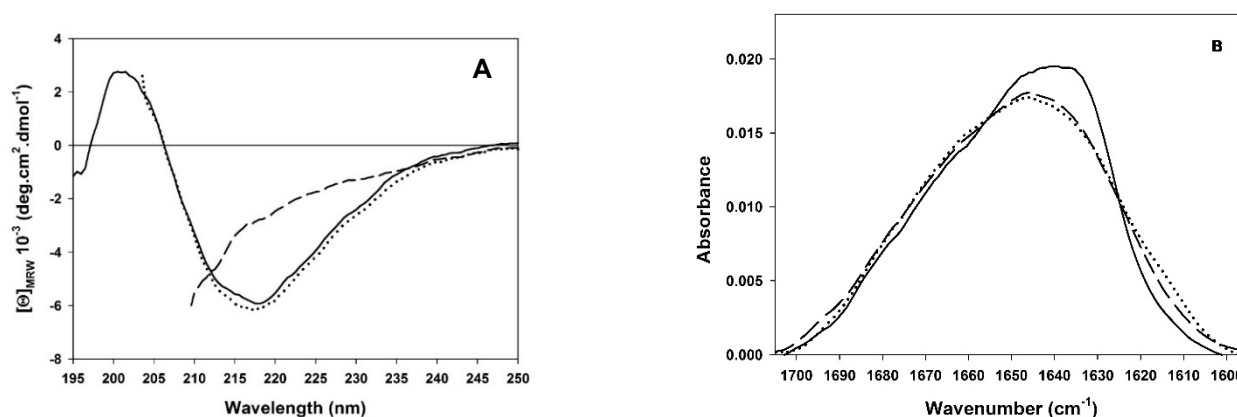 A
4
2
0
-2
-4
-6
-8
[Θ]MRW 10⁻³ (deg.cm².dmol⁻¹)
195 200 205 210 215 220 225 230 235 240 245 250
Wavelength (nm)
B
0.020
0.015
0.010
0.005
0.000
Absorbance
1700 1690 1680 1670 1660 1650 1640 1630 1620 1610 1600
Wavenumber (cm⁻¹)